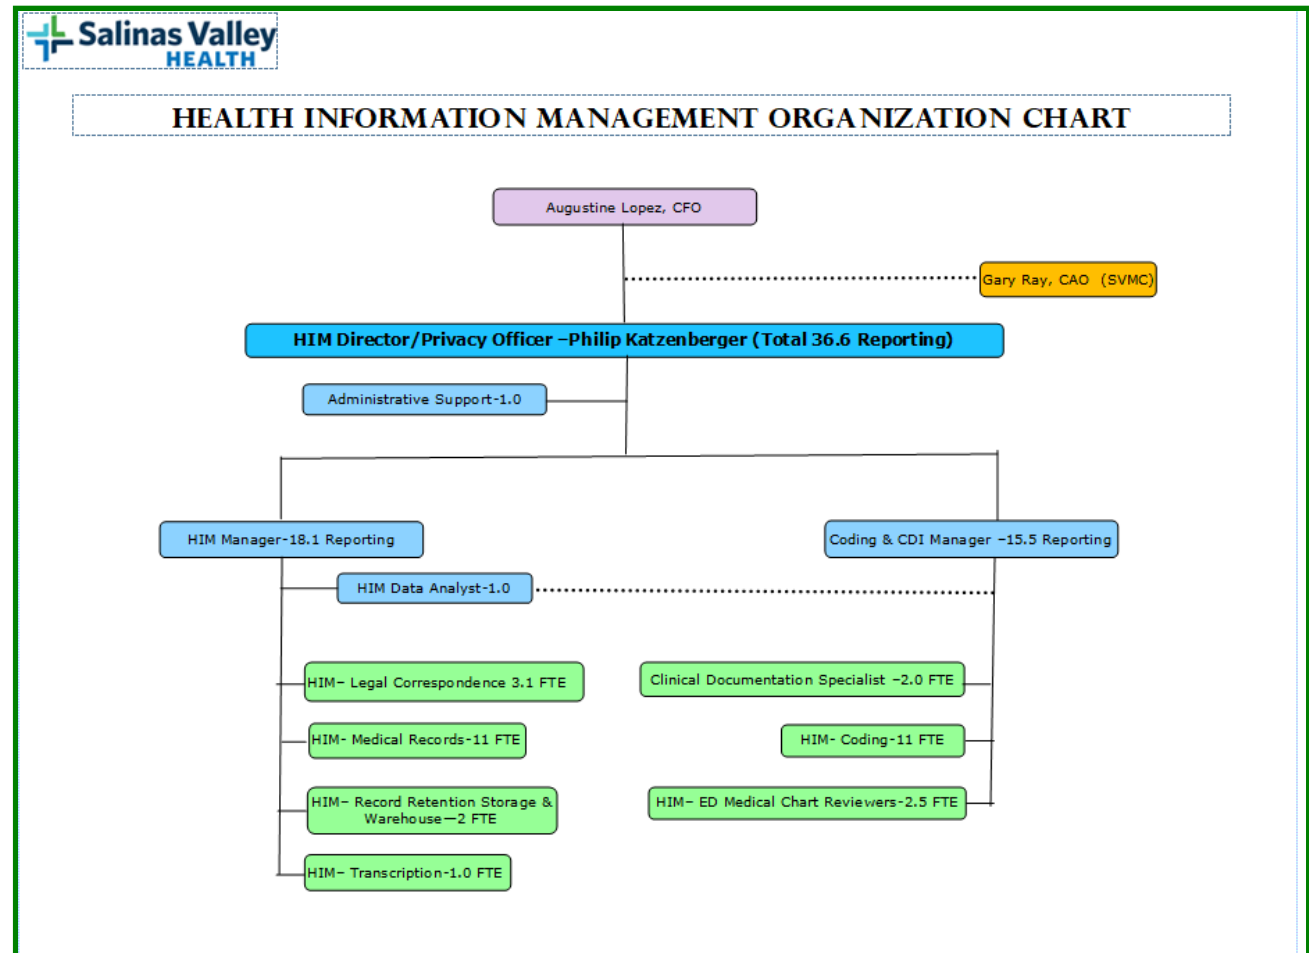 Salinas Valley
HEALTH
HEALTH INFORMATION MANAGEMENT ORGANIZATION CHART
Augustine Lopez, CFO
Gary Ray, CAO  (SVMC)
HIM Director/Privacy Officer –Philip Katzenberger (Total 36.6 Reporting)
Administrative Support-1.0
HIM Manager-18.1 Reporting
Coding & CDI Manager –15.5 Reporting
HIM Data Analyst-1.0
HIM– Legal Correspondence 3.1 FTE
Clinical Documentation Specialist –2.0 FTE
HIM- Medical Records-11 FTE
HIM- Coding-11 FTE
HIM– Record Retention Storage &
Warehouse—2 FTE
HIM– ED Medical Chart Reviewers-2.5 FTE
HIM– Transcription-1.0 FTE